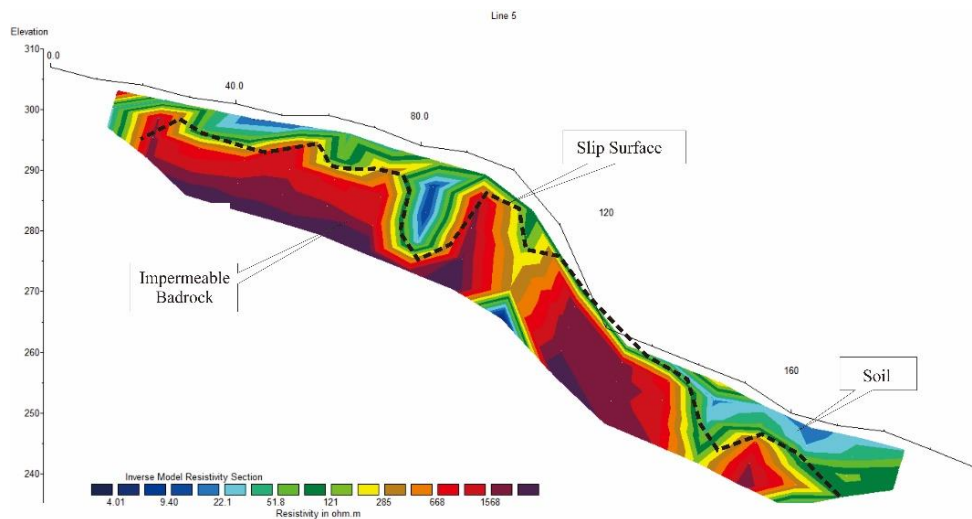 Line 5
Elevation
310
0.0
300
40.0
80.0
Slip Surface
290
120
280
Impermeable
Badrock
270
260
160
Soil
250
240
Inverse Model Resistivity Section
4.01 9.40 22.1 51.8 121 285 668 1568
Resistivity in ohm.m